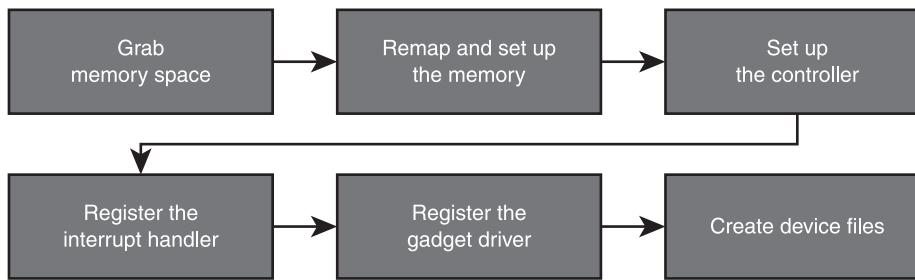 Grab
memory space
Remap and set up
the memory
Set up
the controller
Register the
interrupt handler
Register the
gadget driver
Create device files